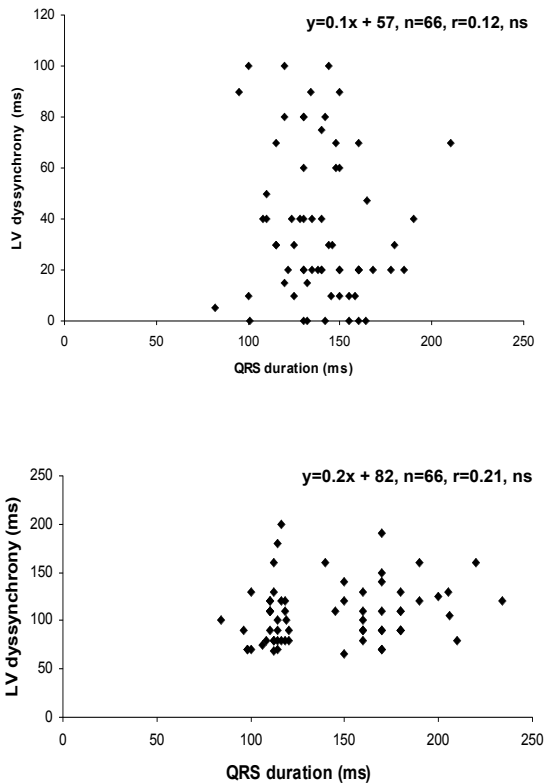 y=0.1x + 57, n=66, r=0.12, ns
120
100
80
60
40
20
0
LV dyssynchrony (ms)
0 50 100 150 200 250
QRS duration (ms)
y=0.2x + 82, n=66, r=0.21, ns
250
200
150
100
50
0
LV dyssynchrony (ms)
0 50 100 150 200 250
QRS duration (ms)